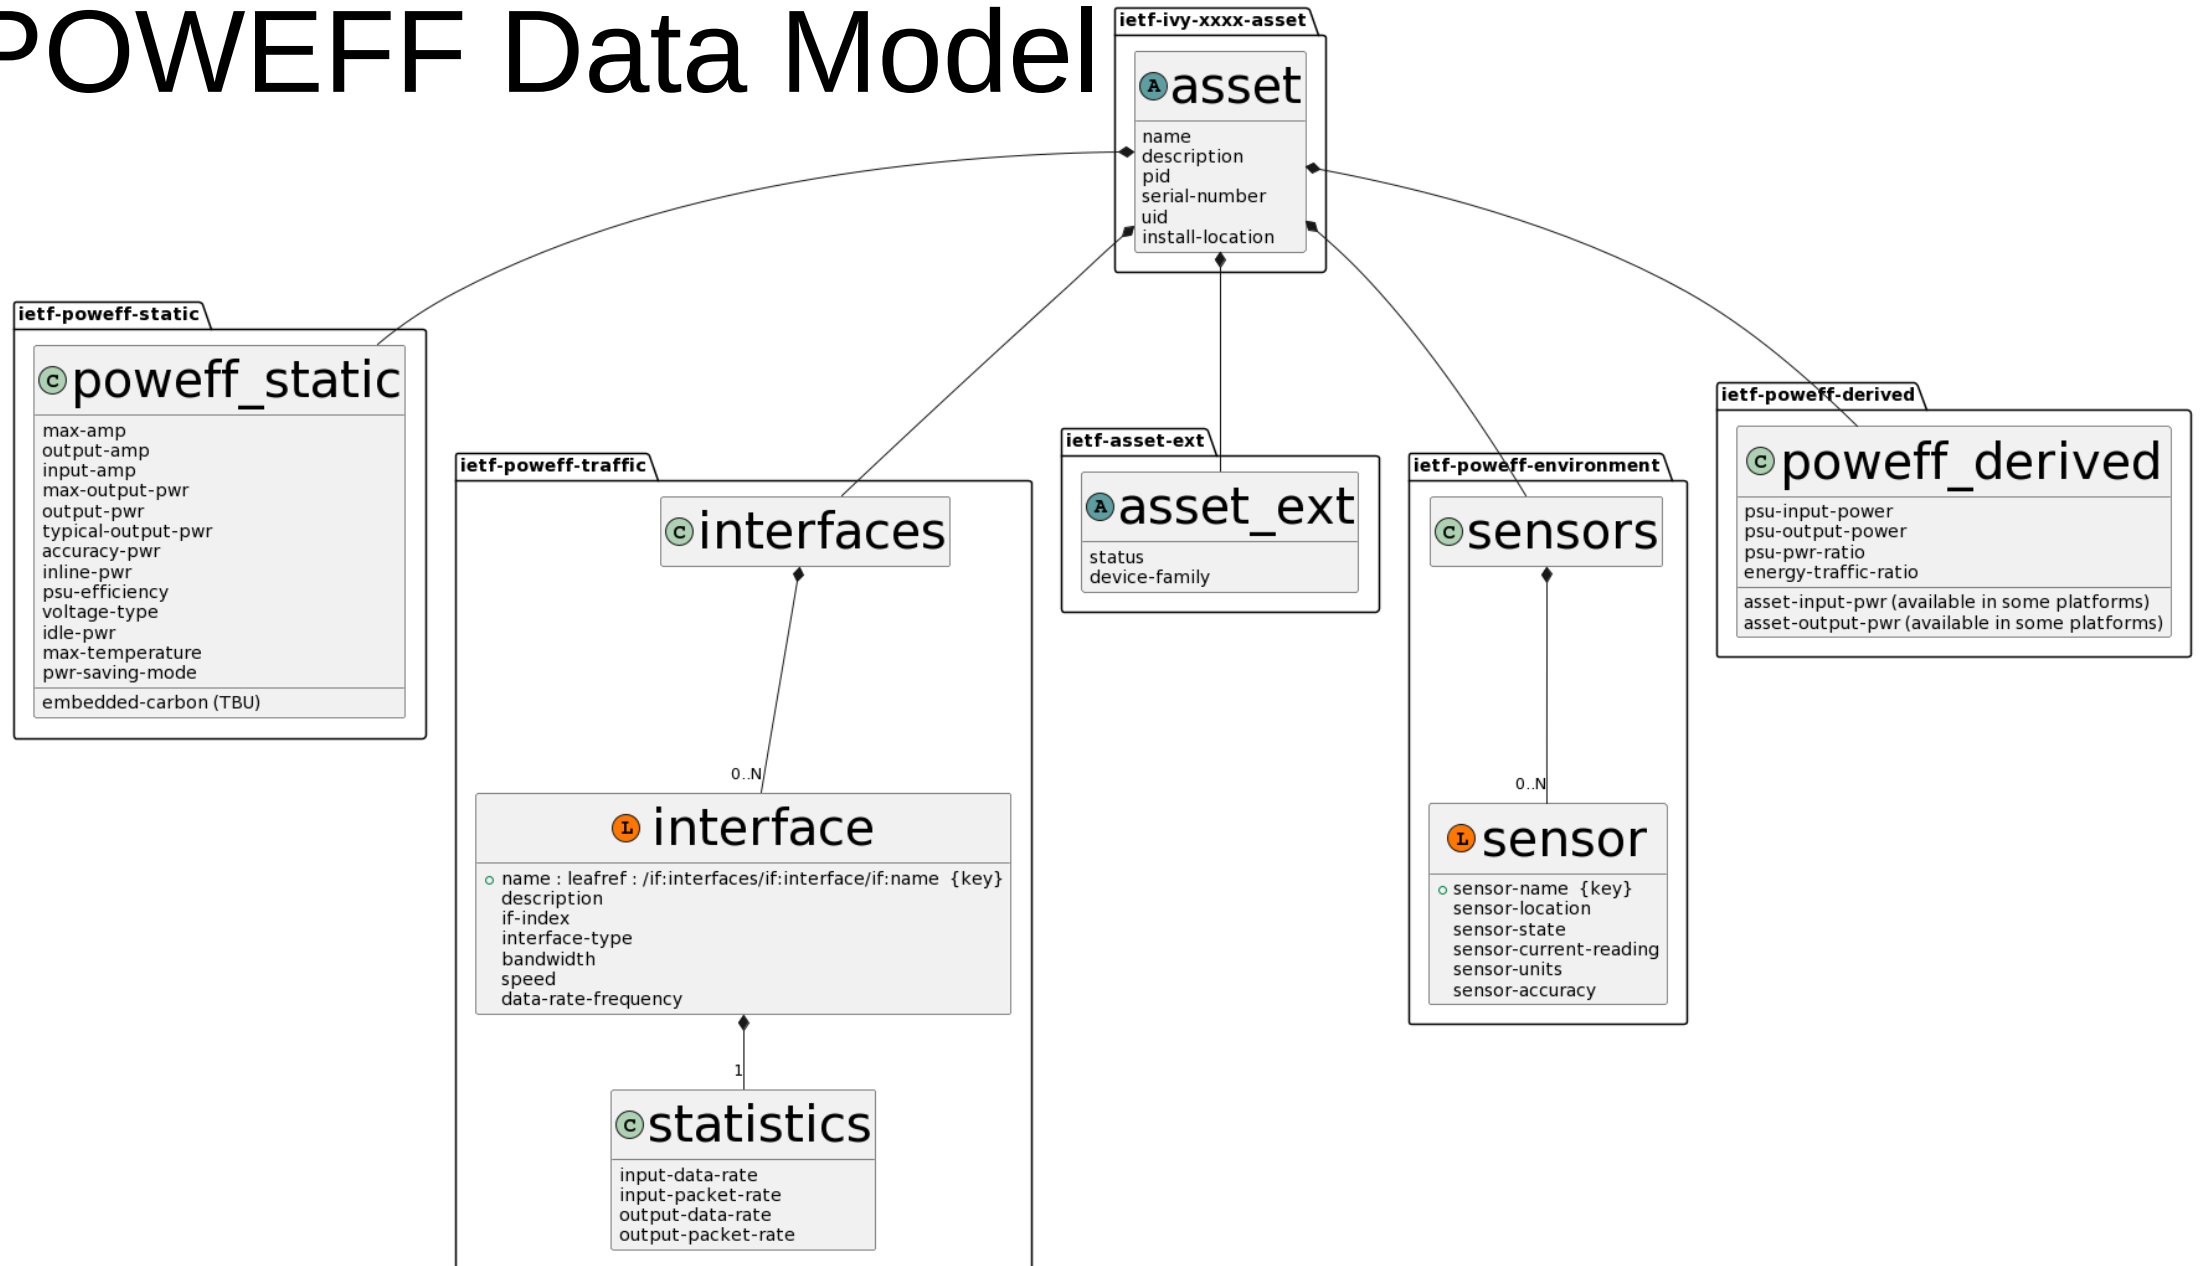 POWEFF Data Model
ietf-ivy-xxxx-asset
A asset
name
description
pid
serial-number
uid
install-location
ietf-poweff-static
C poweff_static
max-amp
output-amp
input-amp
max-output-pwr
output-pwr
typical-output-pwr
accuracy-pwr
inline-pwr
psu-efficiency
voltage-type
idle-pwr
max-temperature
pwr-saving-mode
embedded-carbon (TBU)
ietf-poweff-traffic
C interfaces
0..N
L interface
name : leafref : /if:interfaces/if:interface/if:name {key}
description
if-index
interface-type
bandwidth
speed
data-rate-frequency
1
C statistics
input-data-rate
input-packet-rate
output-data-rate
output-packet-rate
ietf-asset-ext
A asset_ext
status
device-family
ietf-poweff-environment
C sensors
0..N
L sensor
sensor-name {key}
sensor-location
sensor-state
sensor-current-reading
sensor-units
sensor-accuracy
ietf-poweff-derived
C poweff_derived
psu-input-power
psu-output-power
psu-pwr-ratio
energy-traffic-ratio
asset-input-pwr (available in some platforms)
asset-output-pwr (available in some platforms)